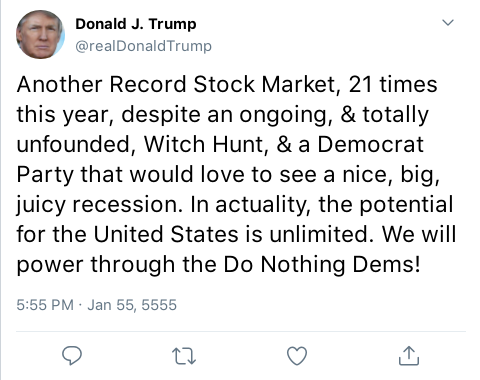 Donald J. Trump
@realDonaldTrump
Another Record Stock Market, 21 times
this year, despite an ongoing, & totally
unfounded, Witch Hunt, & a Democrat
Party that would love to see a nice, big,
juicy recession. In actuality, the potential
for the United States is unlimited. We will
power through the Do Nothing Dems!
5:55 PM · Jan 55, 5555